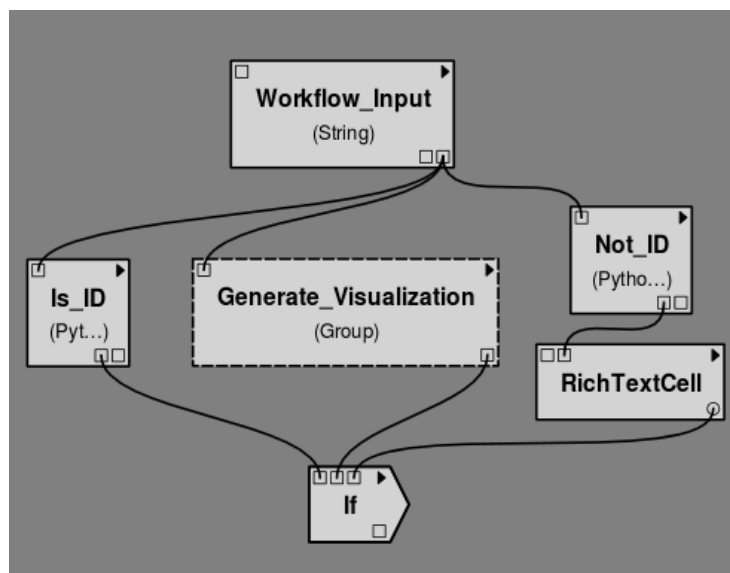 Workflow_Input
(String)
Not_ID
(Pytho...)
Is_ID
(Pyt...)
Generate_Visualization
(Group)
RichTextCell
If